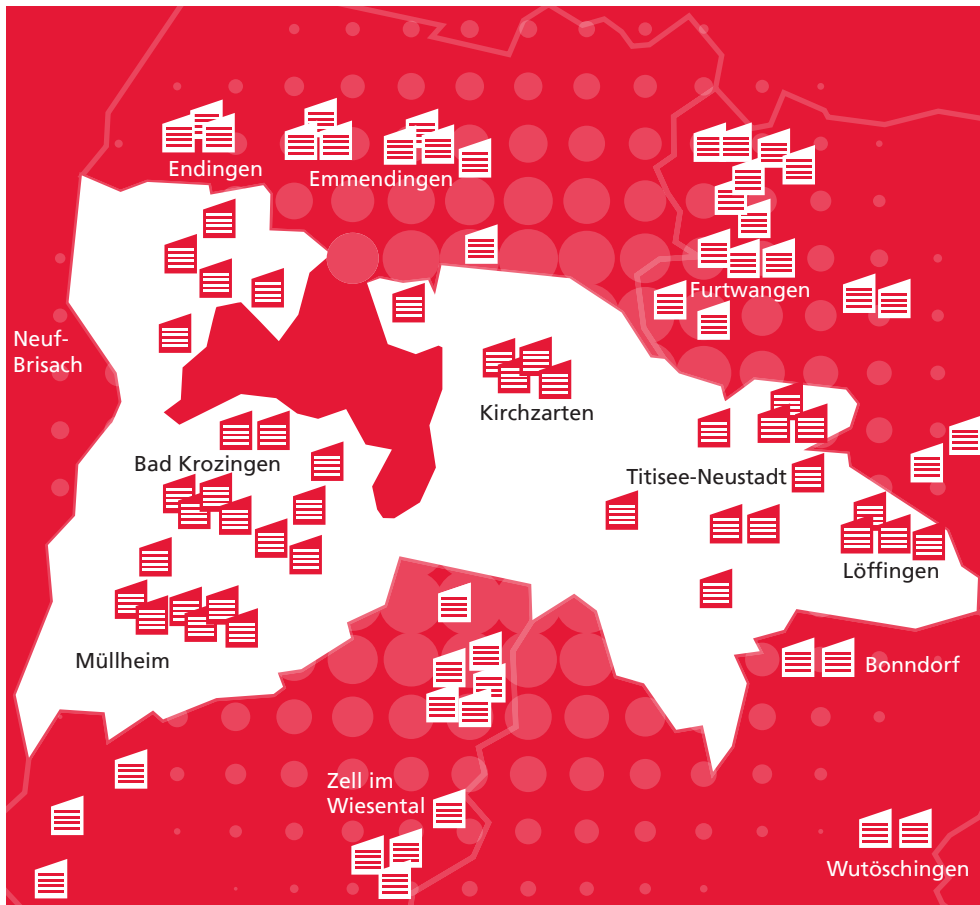 Endingen
Emmendingen
Furtwangen
Neuf-
Brisach
Kirchzarten
Bad Krozingen
Titisee-Neustadt
Löffingen
Müllheim
Bonndorf
Zell im
Wiesental
Wutöschingen